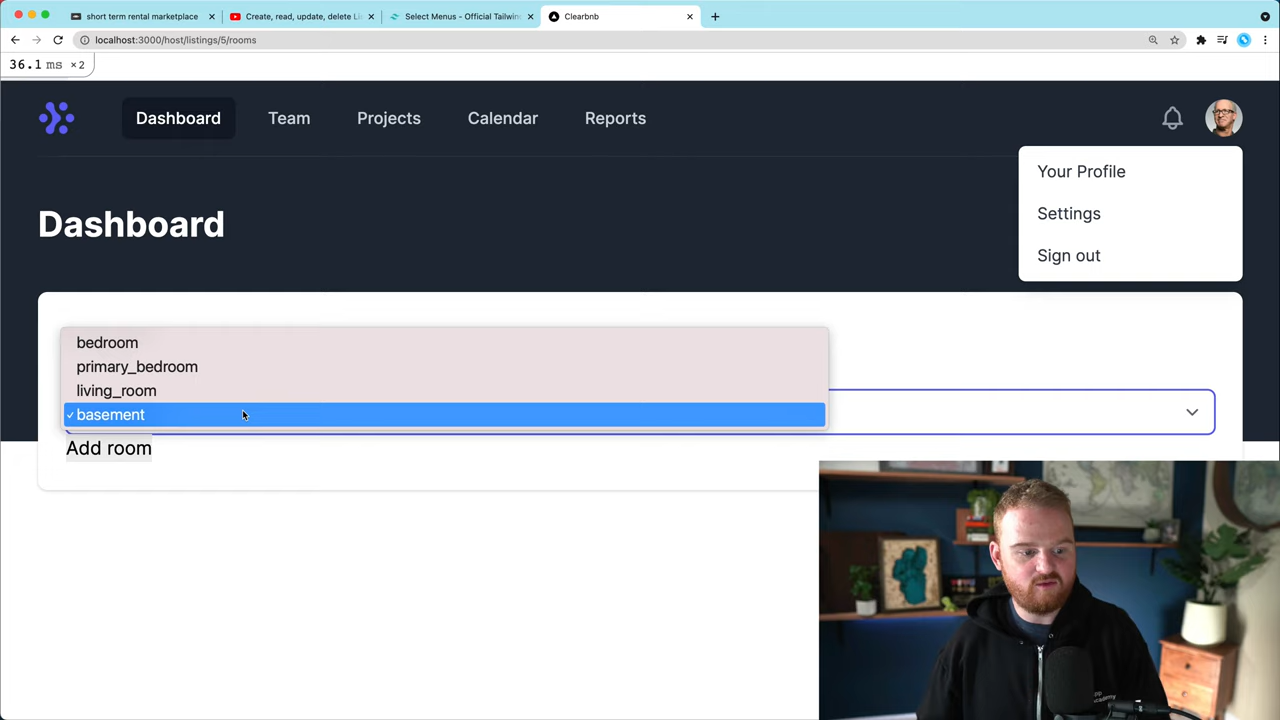 short term rental marketplace
Create, read, update, delete Li
Select Menus - Official Tailwin
Clearbnb
localhost:3000/host/listings/5/rooms
36.1 ms ×2
Dashboard
Team
Projects
Calendar
Reports
Your Profile
Settings
Sign out
Dashboard
bedroom
primary_bedroom
living_room
✓ basement
Add room